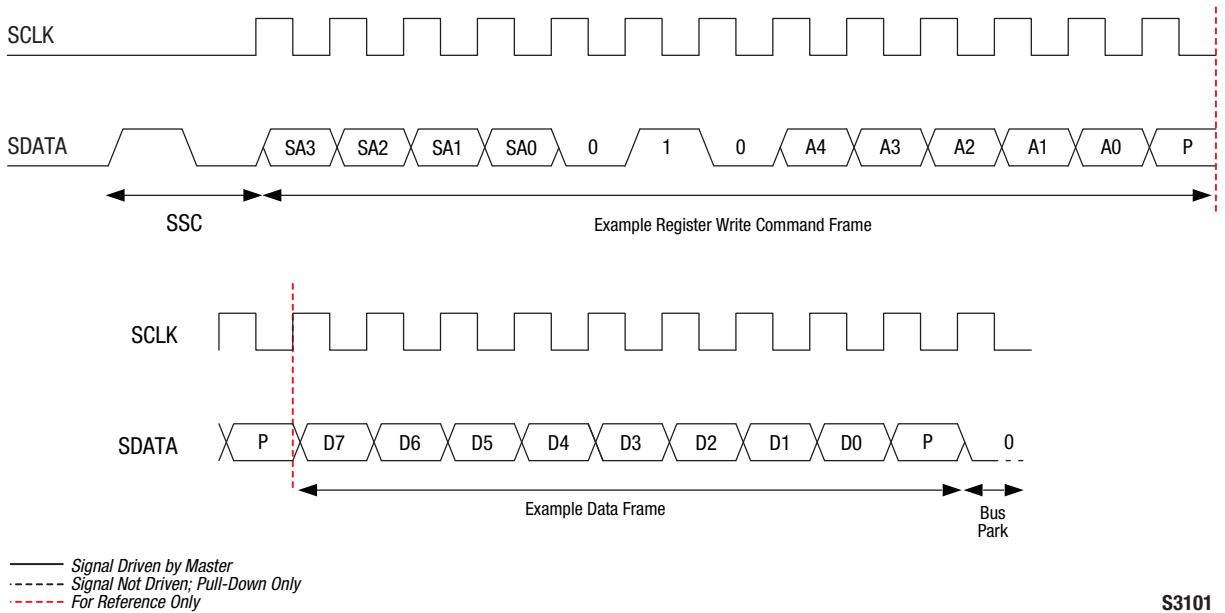 SCLK
SDATA SA3 SA2 SA1 SA0 0 1 0 A4 A3 A2 A1 A0 P
SSC
Example Register Write Command Frame
SCLK
SDATA P D7 D6 D5 D4 D3 D2 D1 D0 P 0
Example Data Frame
Bus
Park
Signal Driven by Master
Signal Not Driven; Pull-Down Only
For Reference Only
S3101